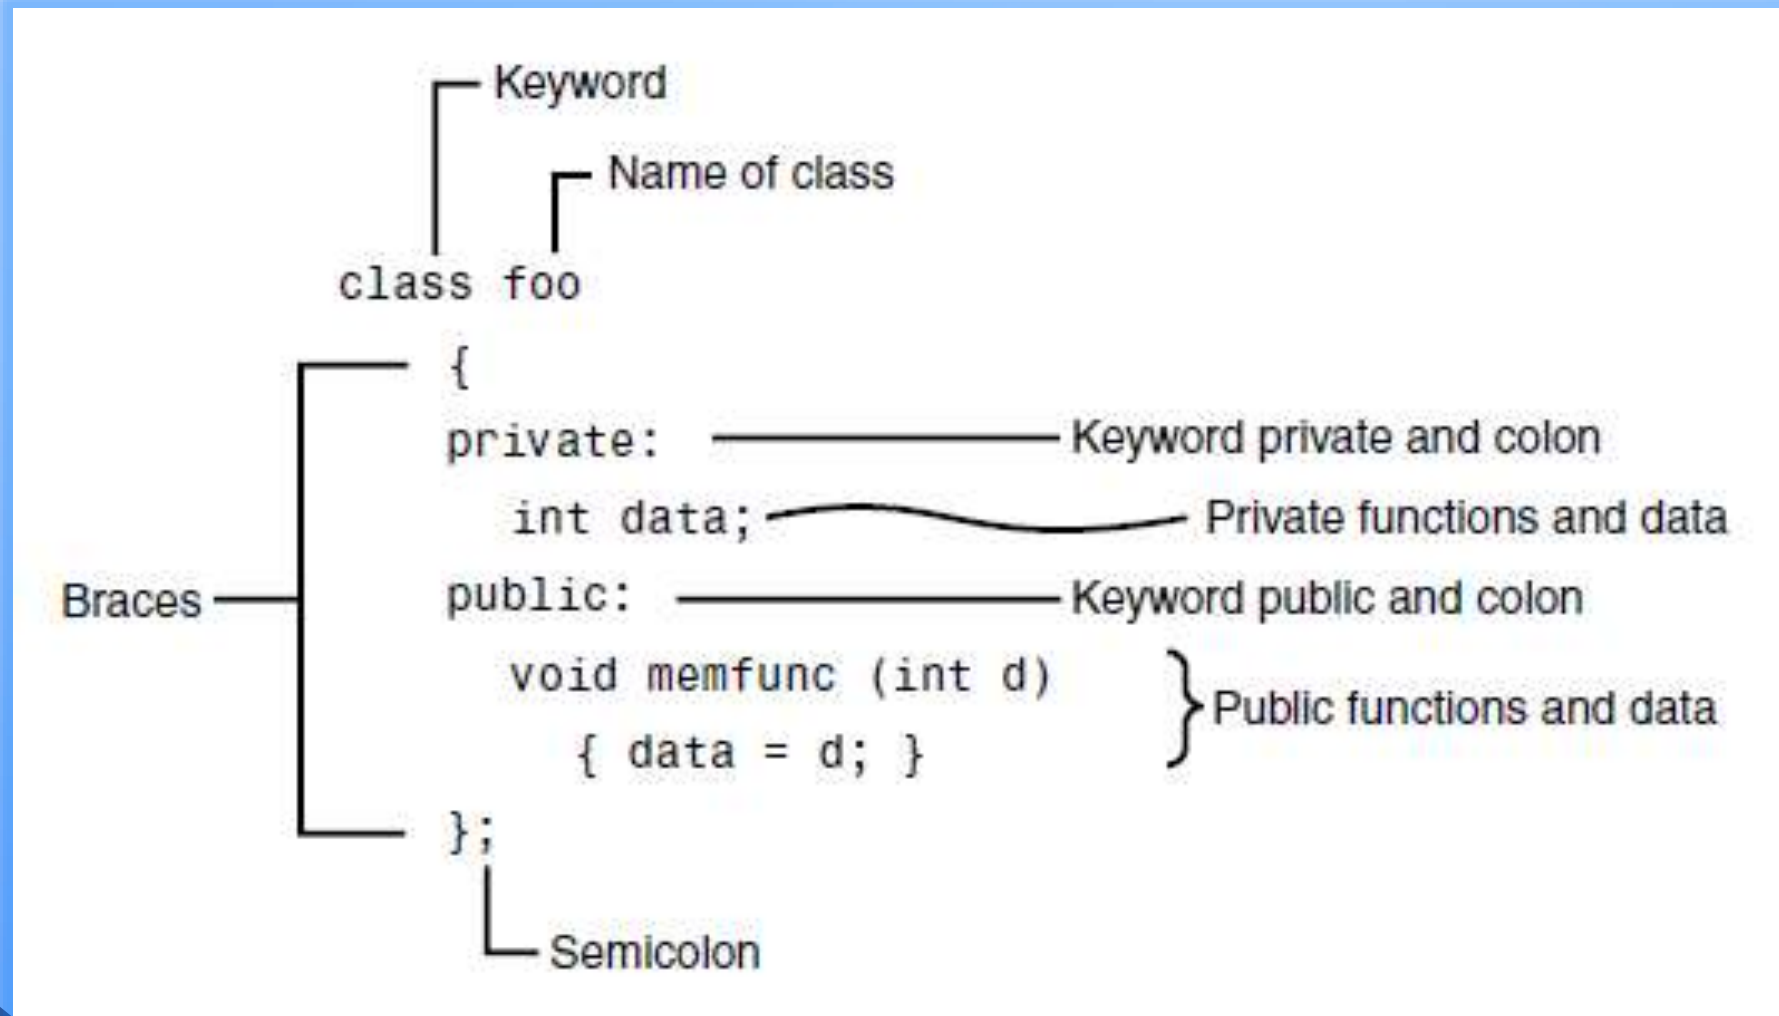 Keyword
Name of class
class foo
{
private: Keyword private and colon
int data; Private functions and data
Braces public: Keyword public and colon
void memfunc (int d)
Public functions and data
{ data = d; }
};
Semicolon